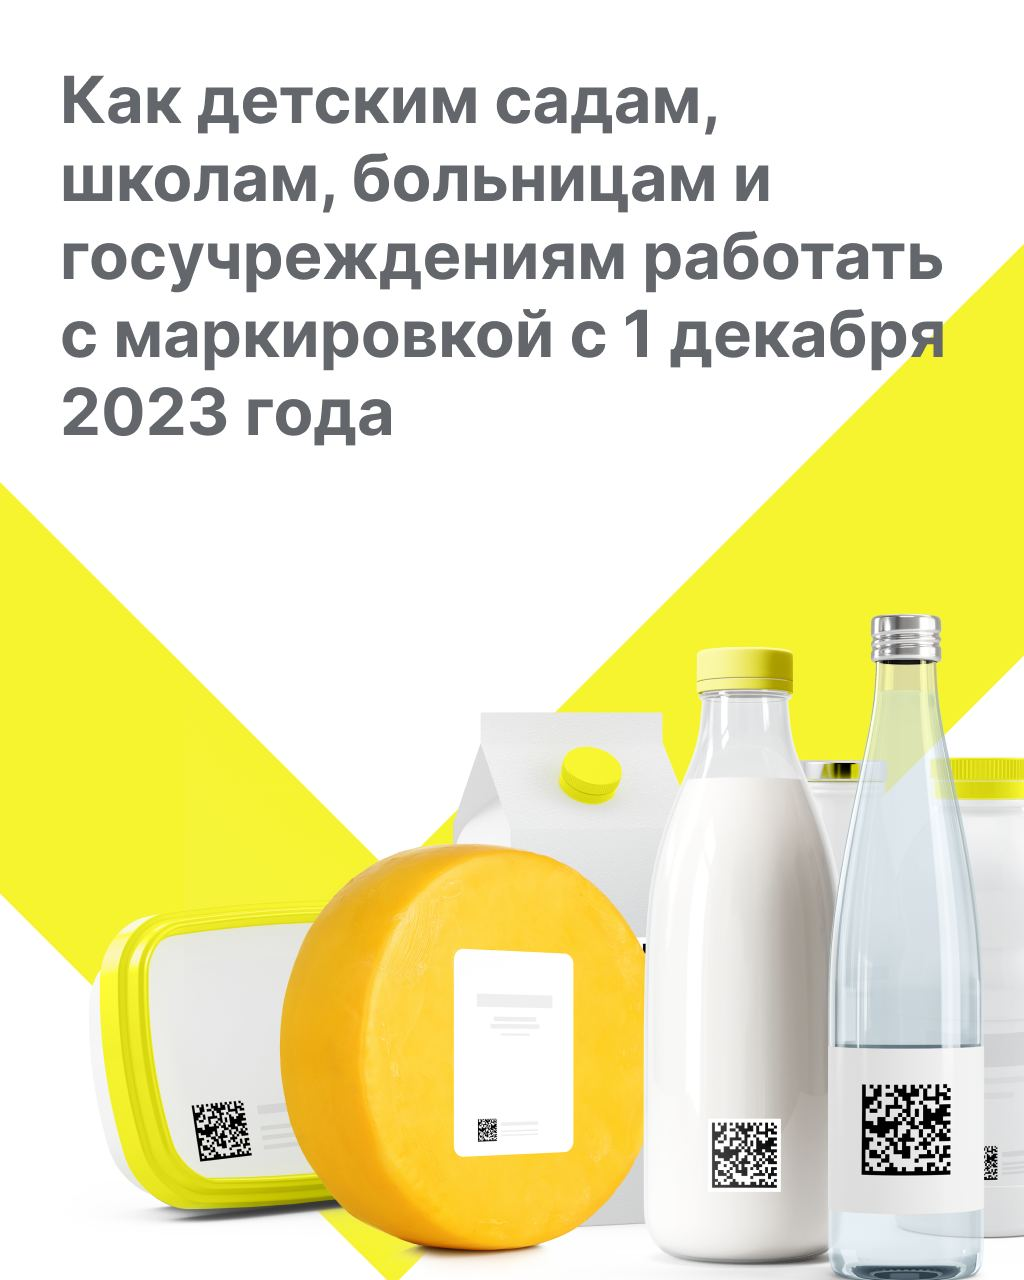 Как детским садам,
школам, больницам и
госучреждениям работать
с маркировкой с 1 декабря
2023 года